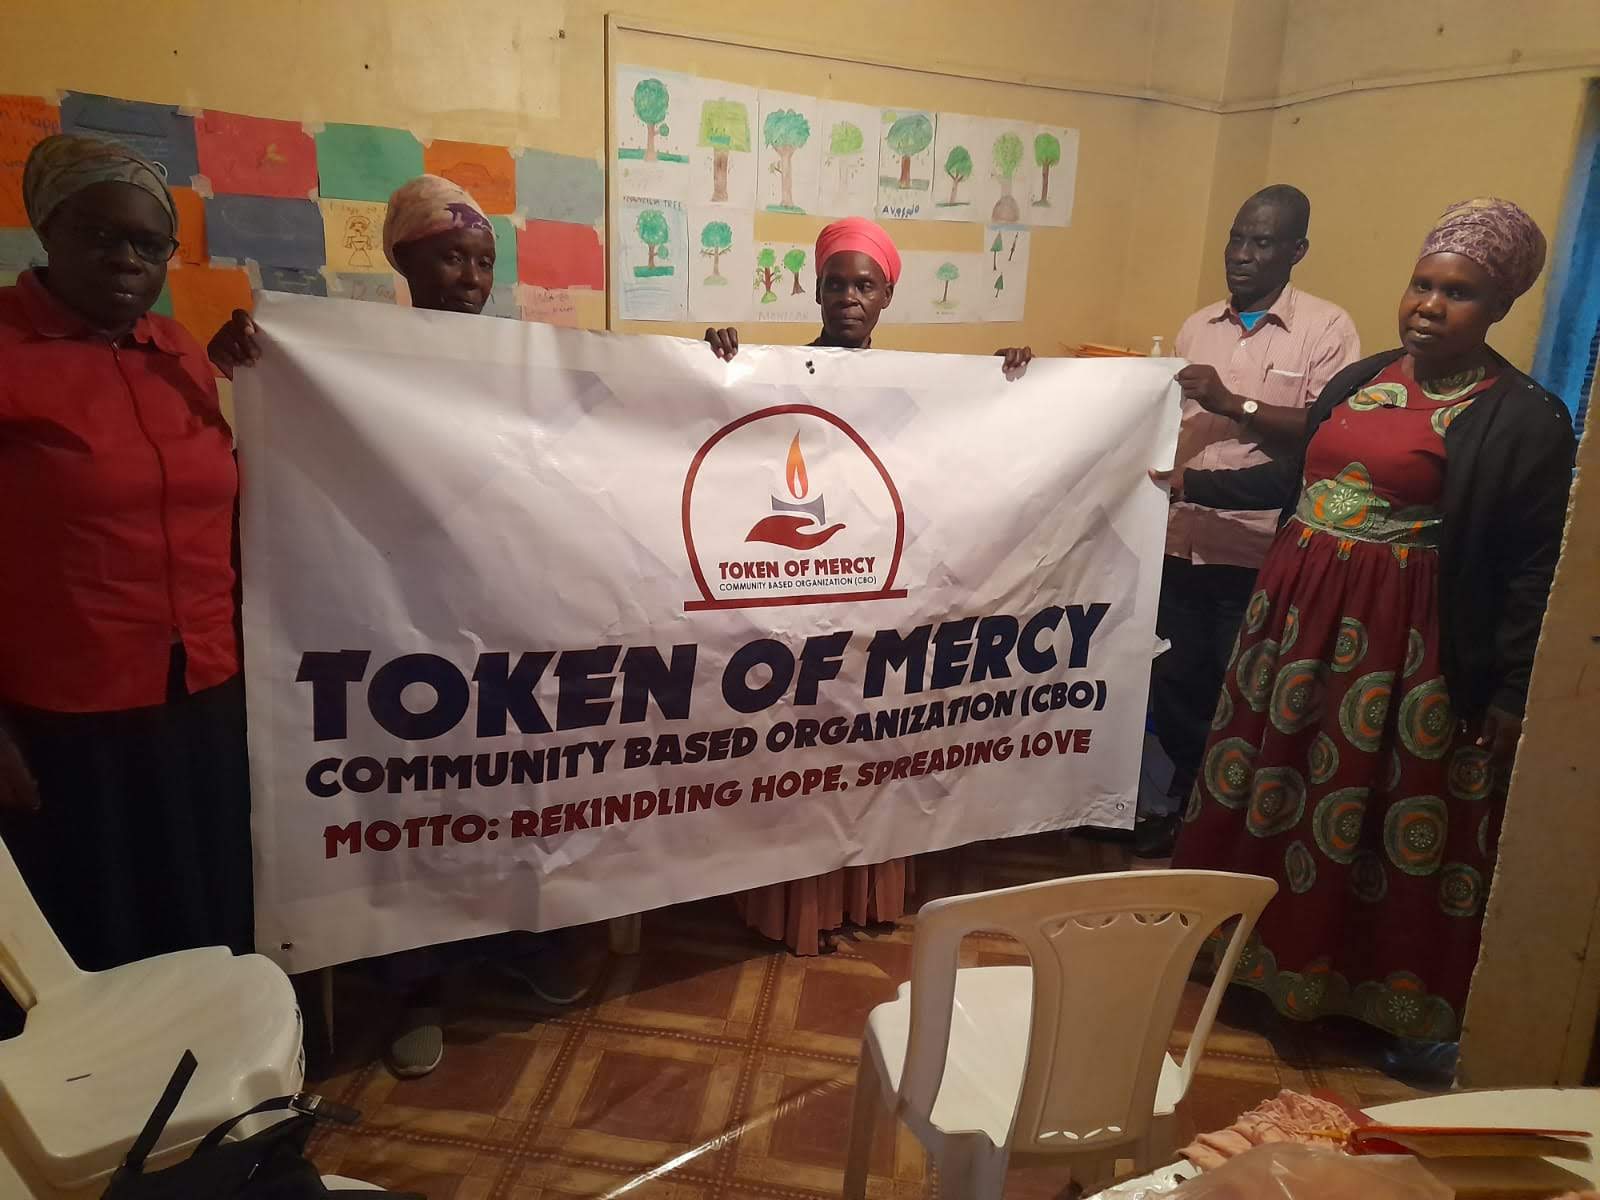 TOKEN OF MERCY
COMMUNITY BASED ORGANIZATION (CBO)
TOKEN OF MERCY
COMMUNITY BASED ORGANIZATION (CBO)
MOTTO: REKINDLING HOPE, SPREADING LOVE